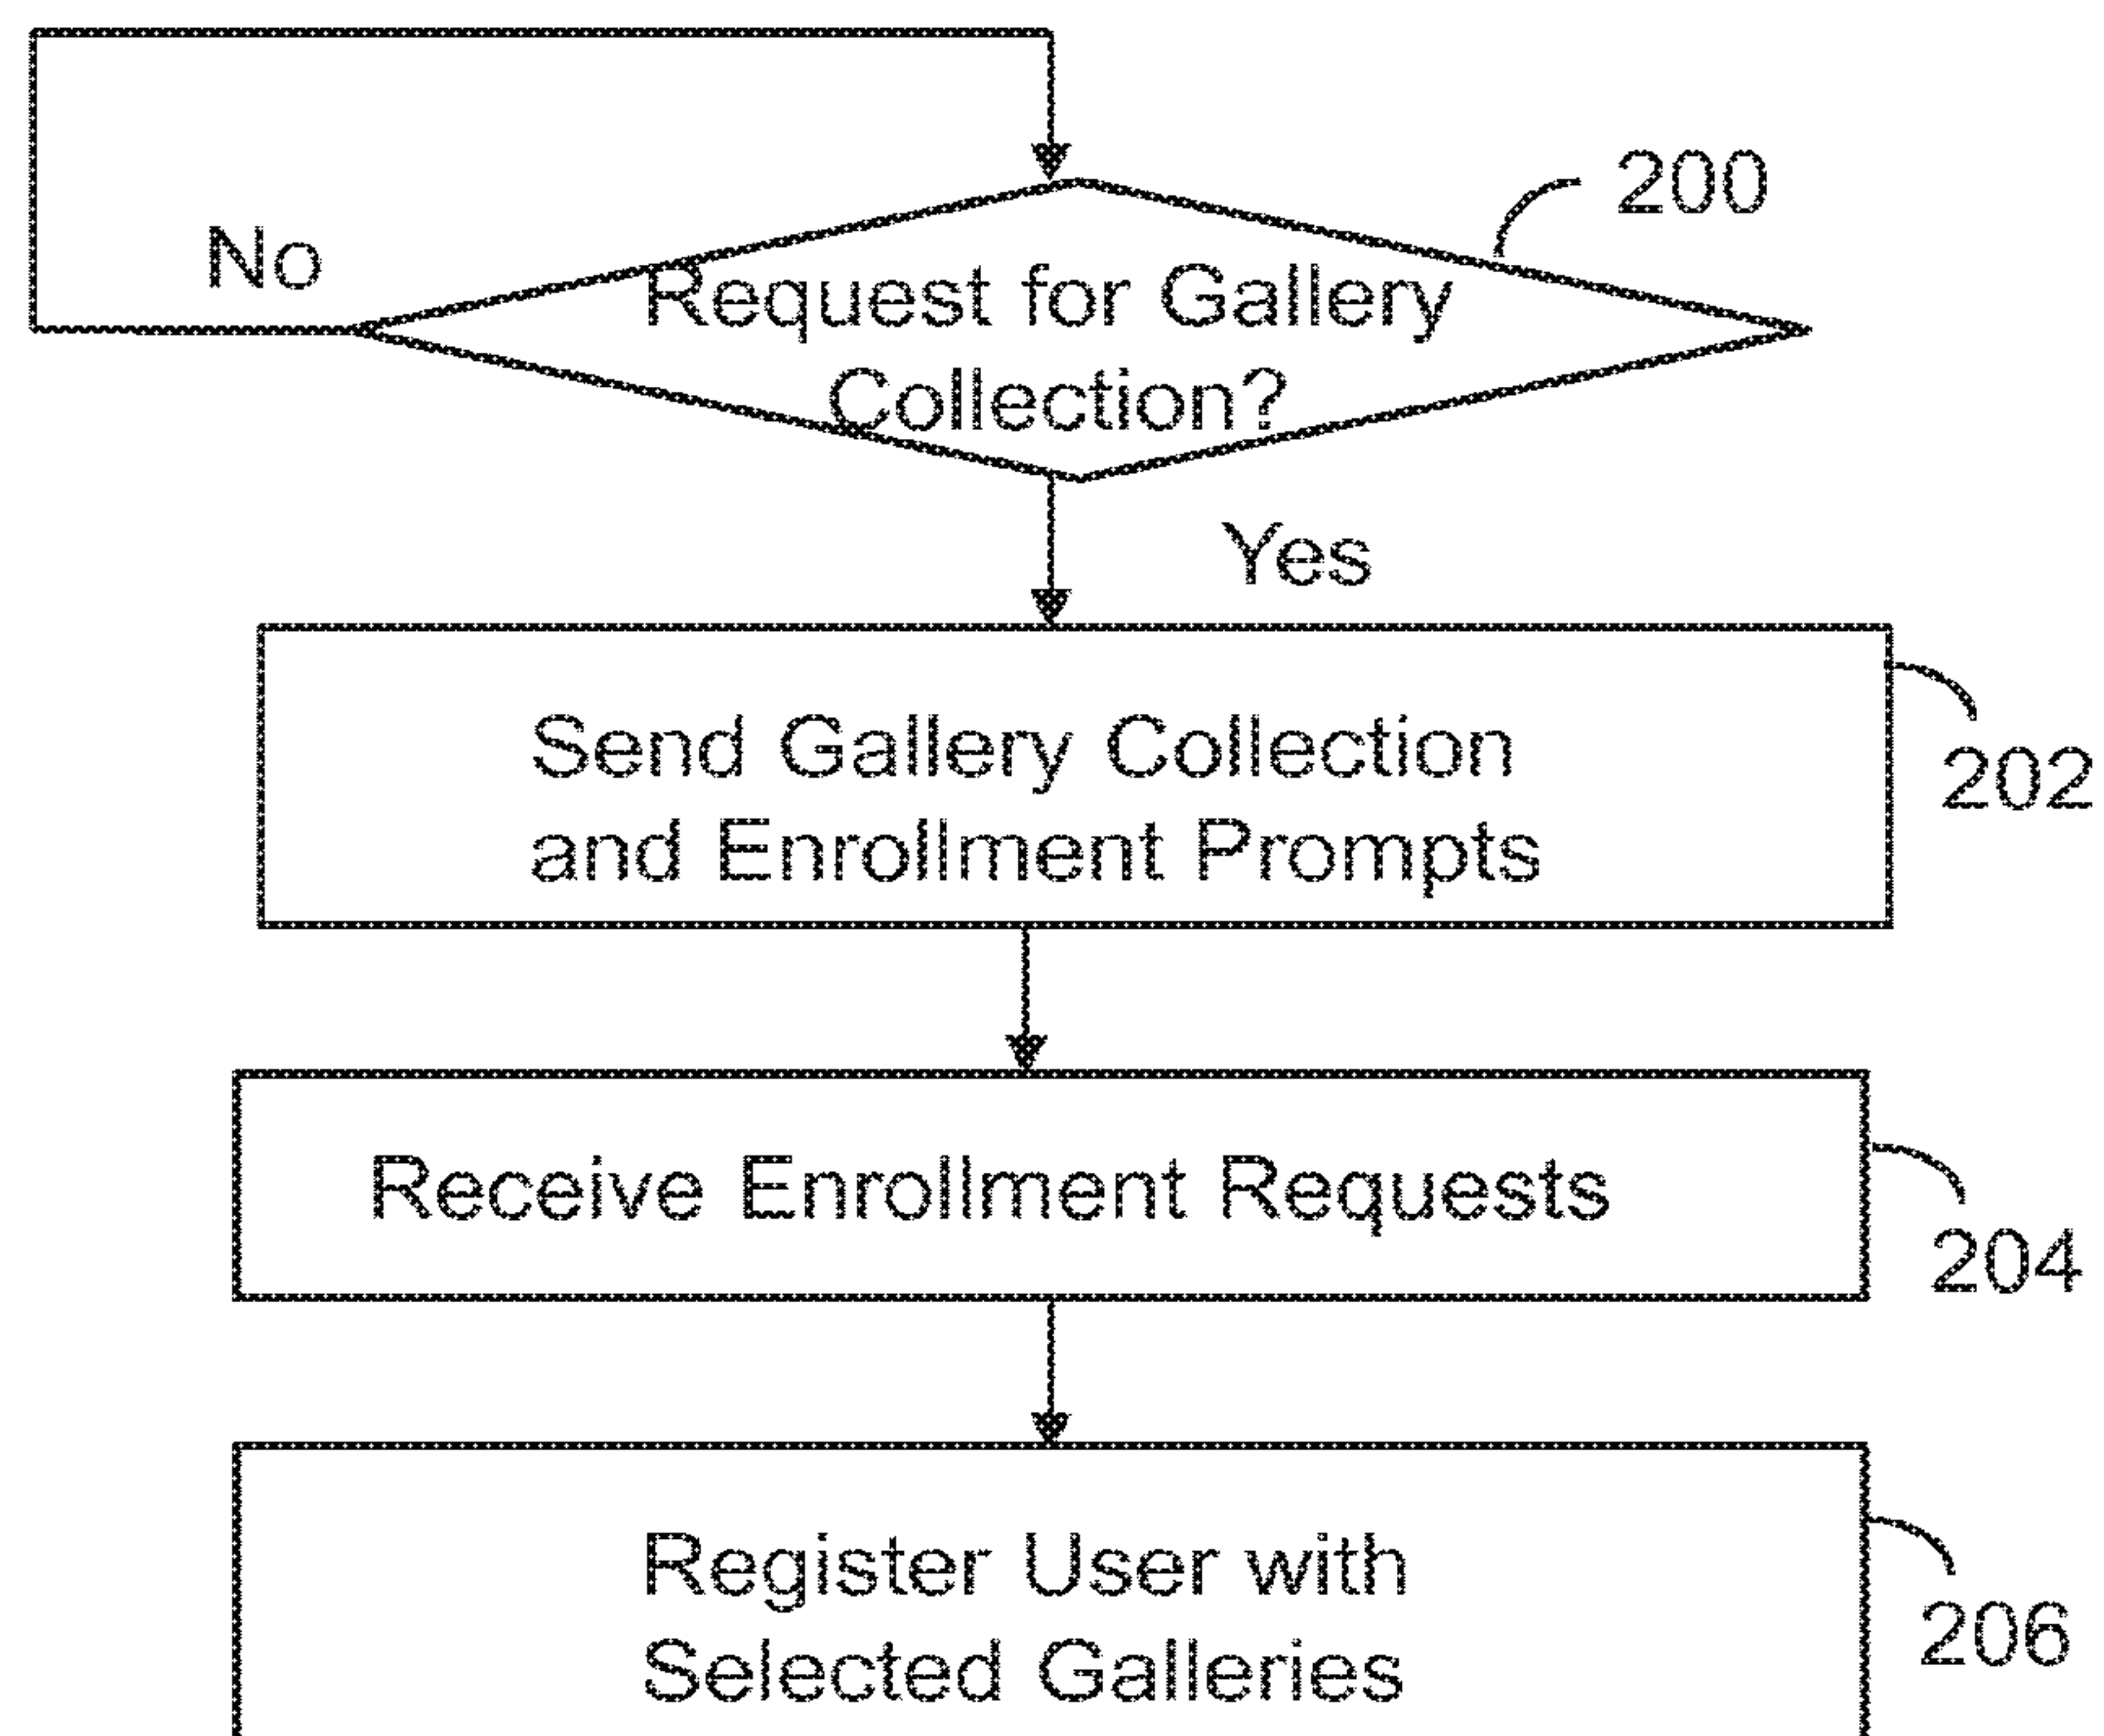 200
No
Request for Gallery
Collection?
Yes
Send Gallery Collection
and Enrollment Prompts
202
Receive Enrollment Requests
204
Register User with
Selected Galleries
206